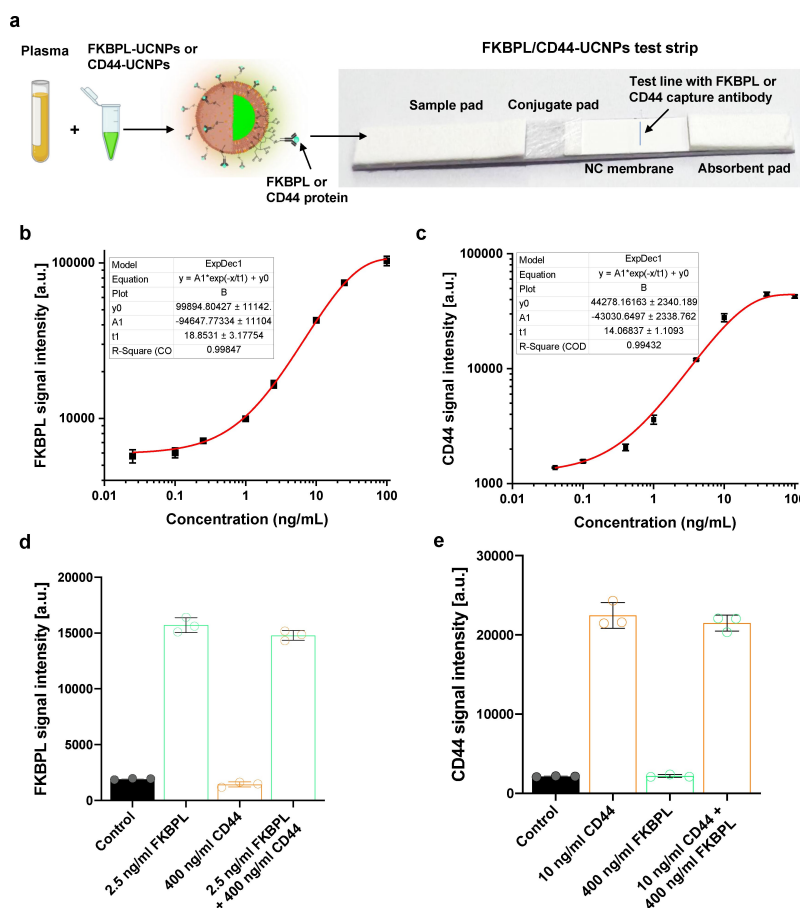 a
Plasma
FKBPL-UCNPs or
CD44-UCNPs
+
FKBPL or
CD44 protein
FKBPL/CD44-UCNPs test strip
Sample pad
Conjugate pad
Test line with FKBPL or
CD44 capture antibody
NC membrane
Absorbent pad
b
FKBPL signal intensity [a.u.]
100000
10000
Model ExpDec1
Equation y = A1*exp(-x/t1) + y0
Plot B
y0 99894.80427 ± 11142.
A1 -94647.77334 ± 11104
t1 18.8531 ± 3.17754
R-Square (CO 0.99847
0.01 0.1 1 10 100
Concentration (ng/mL)
c
CD44 signal intensity [a.u.]
100000
10000
1000
Model ExpDec1
Equation y = A1*exp(-x/t1) + y0
Plot B
y0 44278.16163 ± 2340.189
A1 -43030.6497 ± 2338.762
t1 14.06837 ± 1.1093
R-Square (COD 0.99432
0.01 0.1 1 10 100
Concentration (ng/mL)
d
FKBPL signal intensity [a.u.]
20000
15000
10000
5000
0
Control
2.5 ng/ml FKBPL
400 ng/ml CD44
2.5 ng/ml FKBPL
+ 400 ng/ml CD44
e
CD44 signal intensity [a.u.]
30000
20000
10000
0
Control
10 ng/ml CD44
400 ng/ml FKBPL
10 ng/ml CD44 +
400 ng/ml FKBPL